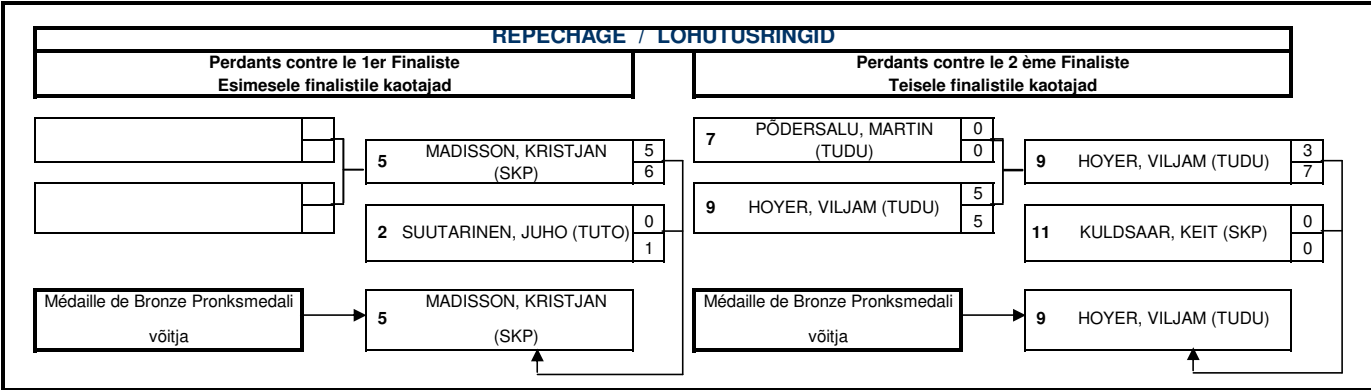 REPECHAGE / LOHUTUSRINGID
Perdants contre le 1er Finaliste
Esimesele finalistile kaotajad
Perdants contre le 2 ème Finaliste
Teisele finalistile kaotajad
5 MADISSON, KRISTJAN
(SKP)
5
6
2 SUUTARINEN, JUHO (TUTO)
0
1
Médaille de Bronze Pronksmedali
võitja
5 MADISSON, KRISTJAN
(SKP)
7 PÕDERSALU, MARTIN
(TUDU)
0
0
9 HOYER, VILJAM (TUDU)
5
5
9 HOYER, VILJAM (TUDU)
3
7
11 KULDSAAR, KEIT (SKP)
0
0
Médaille de Bronze Pronksmedali
võitja
9 HOYER, VILJAM (TUDU)